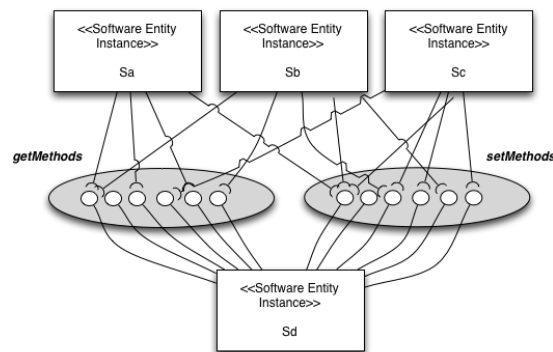 <<Software Entity
Instance>>
Sa
<<Software Entity
Instance>>
Sb
<<Software Entity
Instance>>
Sc
getMethods
setMethods
<<Software Entity
Instance>>
Sd